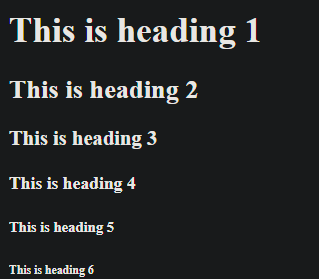 This is heading 1
This is heading 2
This is heading 3
This is heading 4
This is heading 5
This is heading 6